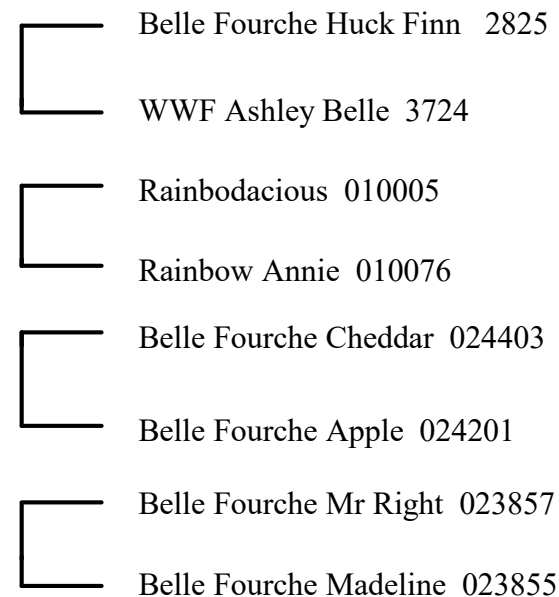 Belle Fourche Huck Finn 2825
WWF Ashley Belle 3724
Rainbodacious 010005
Rainbow Annie 010076
Belle Fourche Cheddar 024403
Belle Fourche Apple 024201
Belle Fourche Mr Right 023857
Belle Fourche Madeline 023855